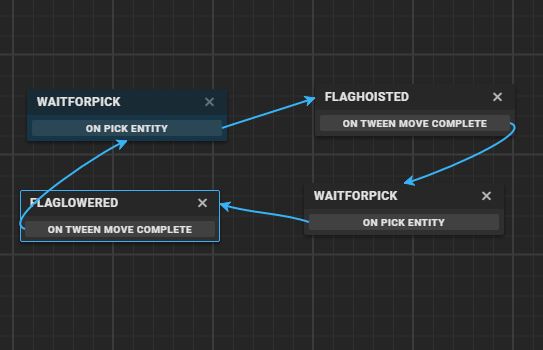 WAITFORPICK
ON PICK ENTITY
FLAGHOISTED
ON TWEEN MOVE COMPLETE
FLAGLOWERED
ON TWEEN MOVE COMPLETE
WAITFORPICK
ON PICK ENTITY